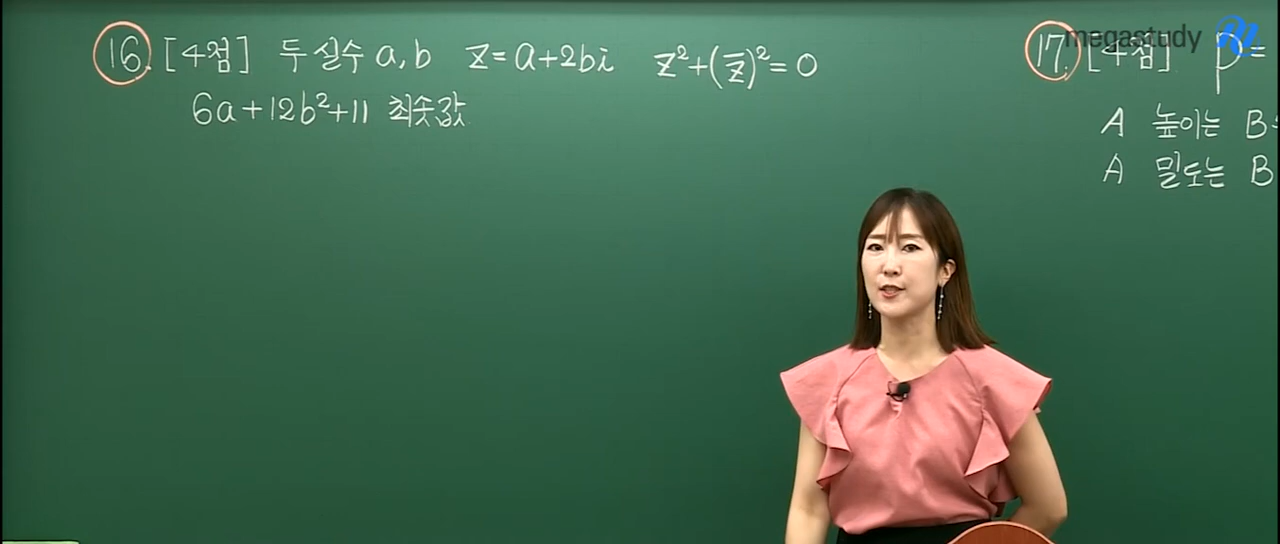 16. [4점] 두 실수 a, b z=a+2bi z²+(z̅)²=0
6a+12b²+11 최솟값
megastudy
17. [4점] p=
A 높이는 B
A 밀도는 B